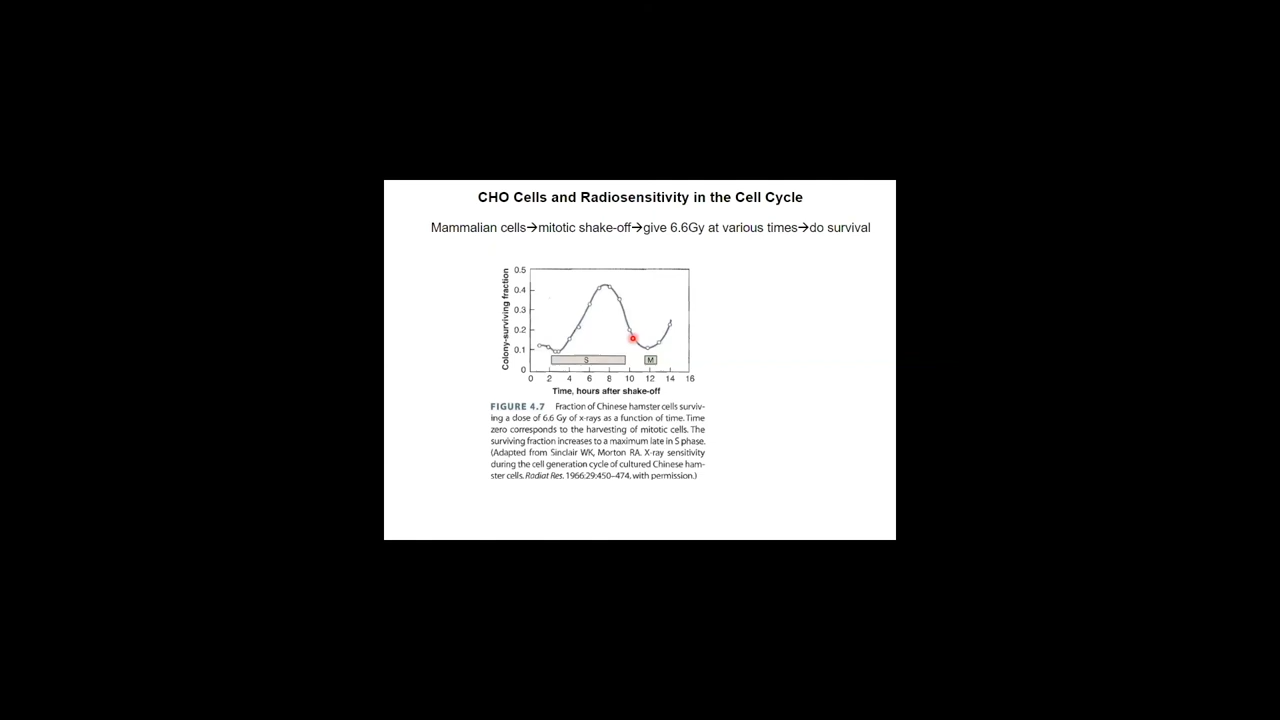 CHO Cells and Radiosensitivity in the Cell Cycle
Mammalian cells→mitotic shake-off→give 6.6Gy at various times→do survival
Colony-surviving fraction
0.5
0.4
0.3
0.2
0.1
0
S
M
0 2 4 6 8 10 12 14 16
Time, hours after shake-off
FIGURE 4.7 Fraction of Chinese hamster cells surviv-
ing a dose of 6.6 Gy of x-rays as a function of time. Time
zero corresponds to the harvesting of mitotic cells. The
surviving fraction increases to a maximum late in S phase.
(Adapted from Sinclair WK, Morton RA. X-ray sensitivity
during the cell generation cycle of cultured Chinese ham-
ster cells. Radiat Res. 1966;29:450–474, with permission.)